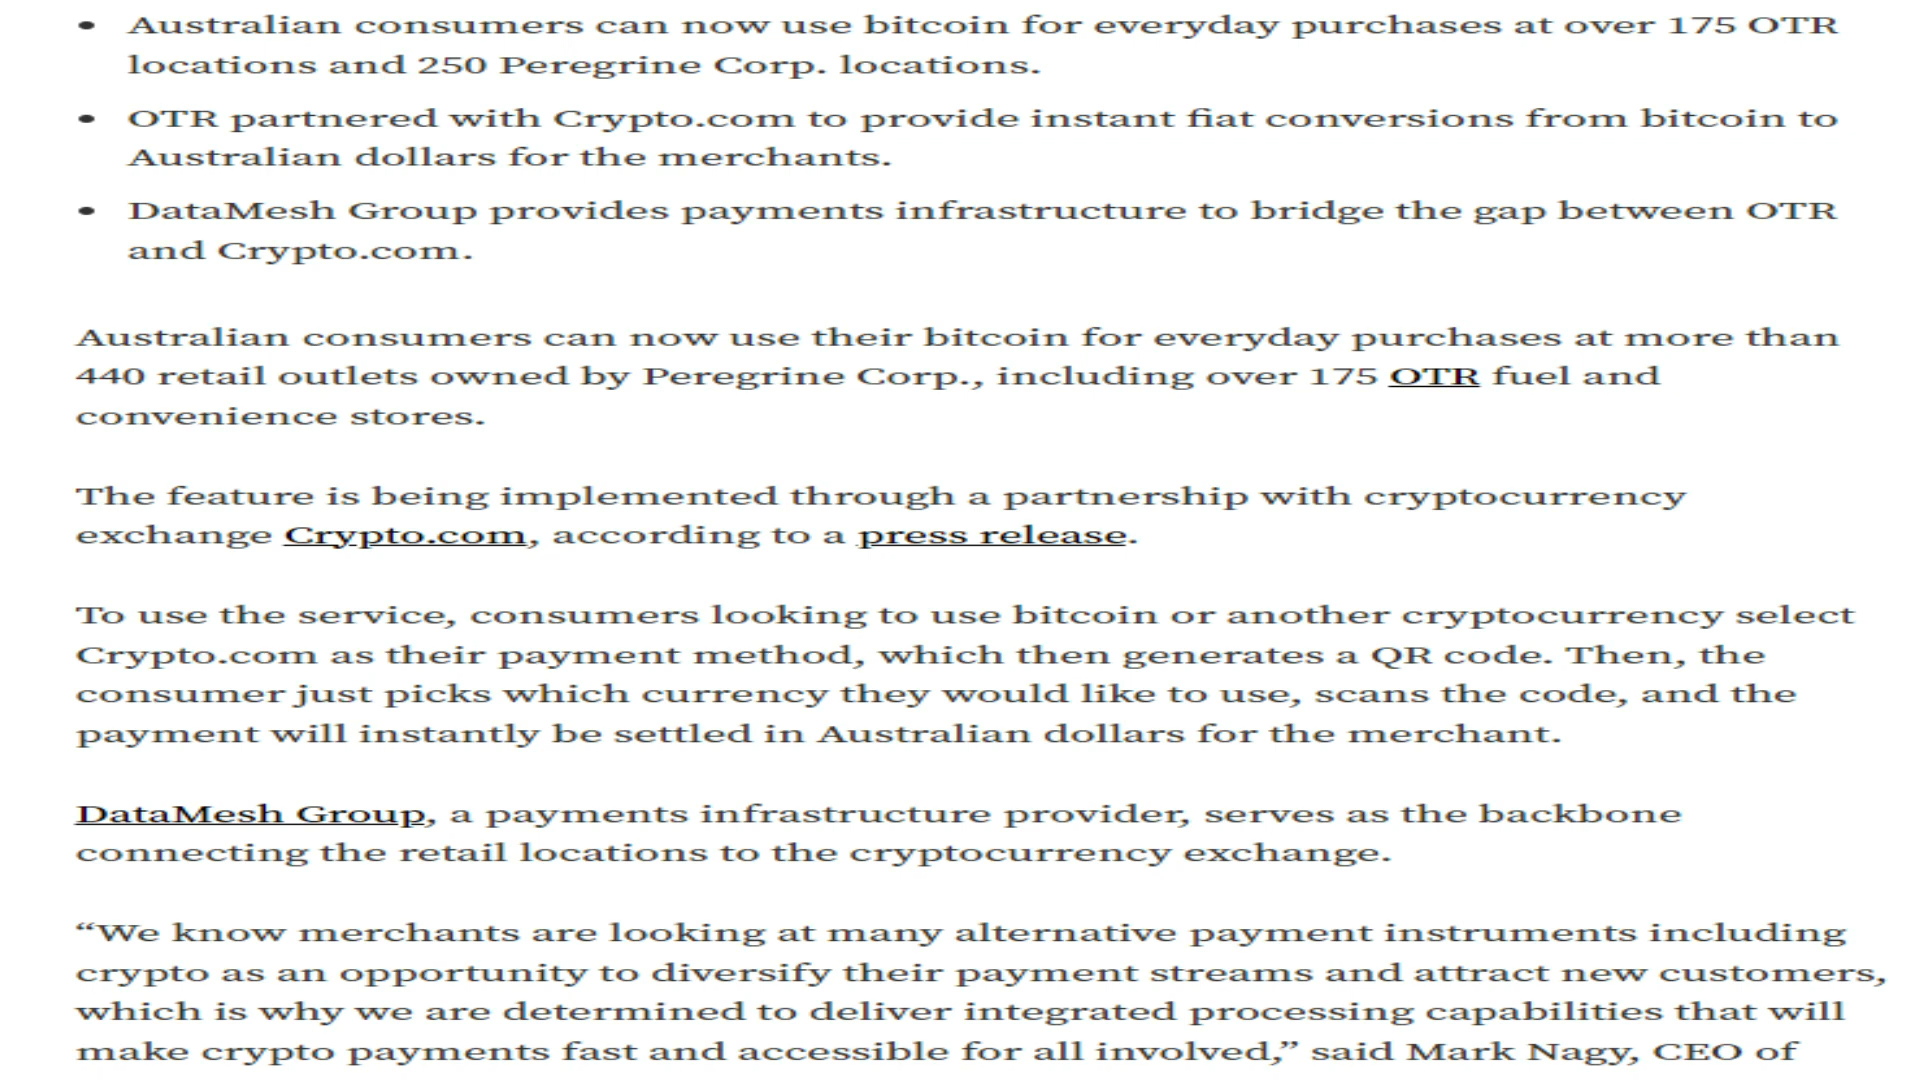 • Australian consumers can now use bitcoin for everyday purchases at over 175 OTR
locations and 250 Peregrine Corp. locations.
• OTR partnered with Crypto.com to provide instant fiat conversions from bitcoin to
Australian dollars for the merchants.
• DataMesh Group provides payments infrastructure to bridge the gap between OTR
and Crypto.com.
Australian consumers can now use their bitcoin for everyday purchases at more than
440 retail outlets owned by Peregrine Corp., including over 175 OTR fuel and
convenience stores.
The feature is being implemented through a partnership with cryptocurrency
exchange Crypto.com, according to a press release.
To use the service, consumers looking to use bitcoin or another cryptocurrency select
Crypto.com as their payment method, which then generates a QR code. Then, the
consumer just picks which currency they would like to use, scans the code, and the
payment will instantly be settled in Australian dollars for the merchant.
DataMesh Group, a payments infrastructure provider, serves as the backbone
connecting the retail locations to the cryptocurrency exchange.
“We know merchants are looking at many alternative payment instruments including
crypto as an opportunity to diversify their payment streams and attract new customers,
which is why we are determined to deliver integrated processing capabilities that will
make crypto payments fast and accessible for all involved,” said Mark Nagy, CEO of